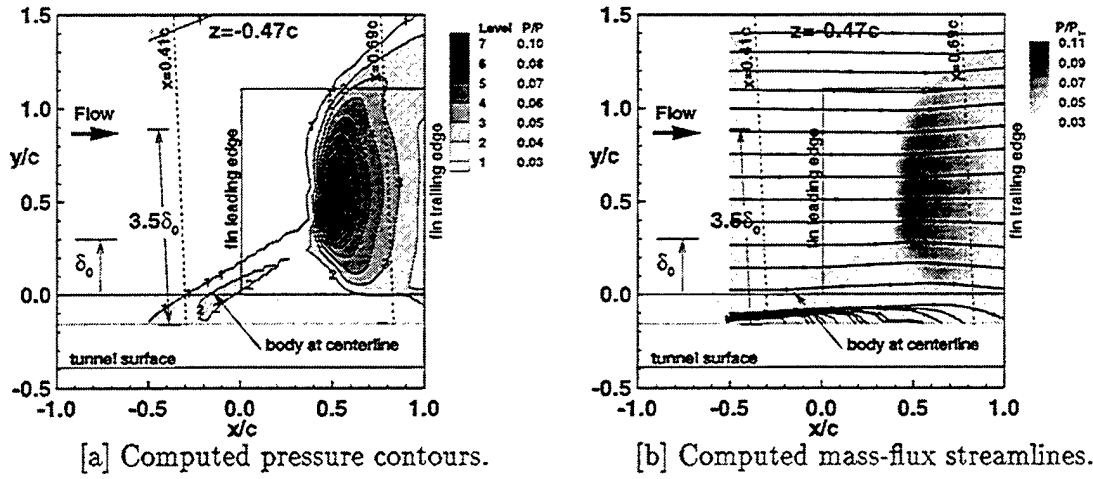 1.5
1.0
y/c
0.5
0.0
-0.5
-1.0
-0.5
0.0
0.5
1.0
x/c
z=-0.47c
x=0.41c
x=0.69c
Flow
3.5δ₀
δ₀
fin leading edge
fin trailing edge
body at centerline
tunnel surface
Level P/P
7 0.10
6 0.08
5 0.07
4 0.06
3 0.05
2 0.04
1 0.03
[a] Computed pressure contours.
1.5
1.0
y/c
0.5
0.0
-0.5
-1.0
-0.5
0.0
0.5
1.0
x/c
z=-0.47c
x=0.41c
x=0.69c
Flow
3.5δ₀
δ₀
fin leading edge
fin trailing edge
body at centerline
tunnel surface
P/P_T
0.11
0.09
0.07
0.05
0.03
[b] Computed mass-flux streamlines.